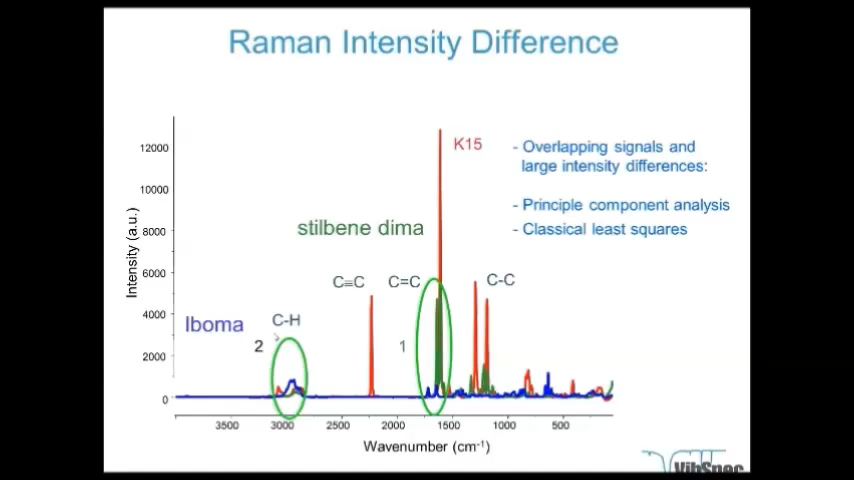 Raman Intensity Difference
K15
- Overlapping signals and
large intensity differences:
- Principle component analysis
- Classical least squares
stilbene dima
C≡C
C=C
C-C
Iboma
C-H
2
1
Intensity (a.u.)
12000
10000
8000
6000
4000
2000
0
3500 3000 2500 2000 1500 1000 500
Wavenumber (cm⁻¹)
VibSpec